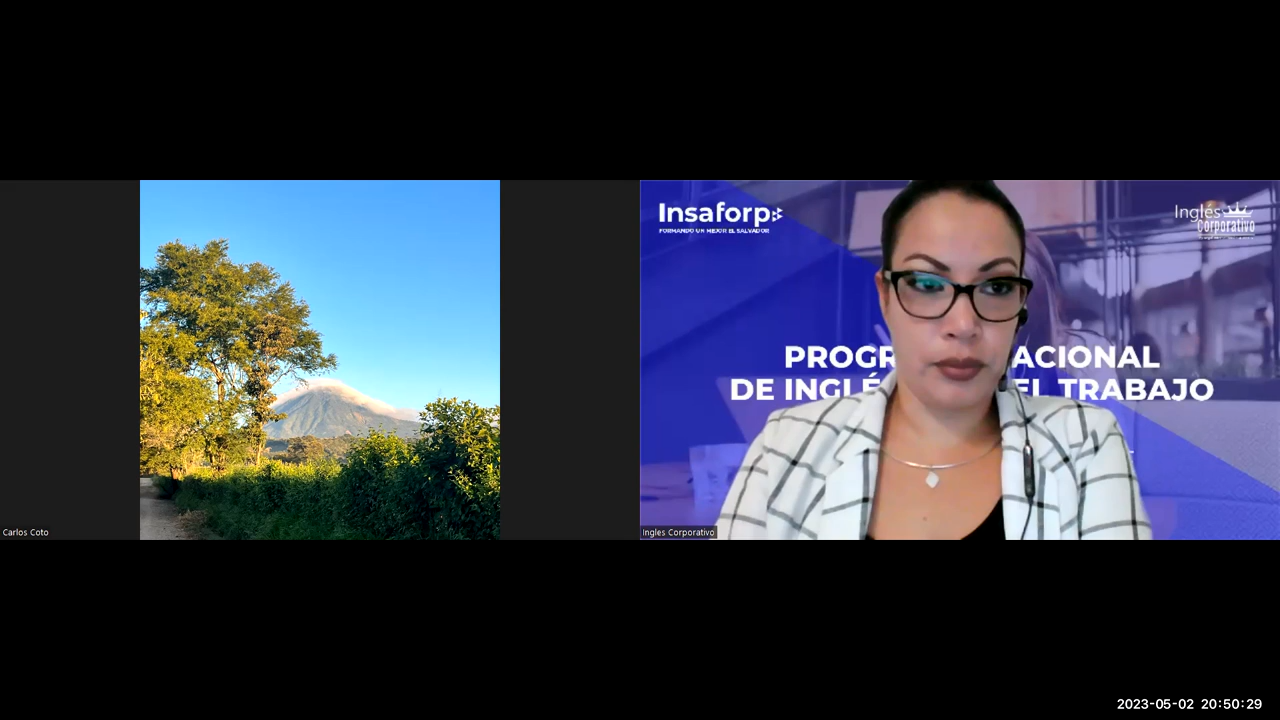 Insaforp
FORMANDO UN MEJOR EL SALVADOR
Inglés
Corporativo
PROGR ACIONAL
DE INGLÉ EL TRABAJO
Carlos Coto
Ingles Corporativo
2023-05-02 20:50:29